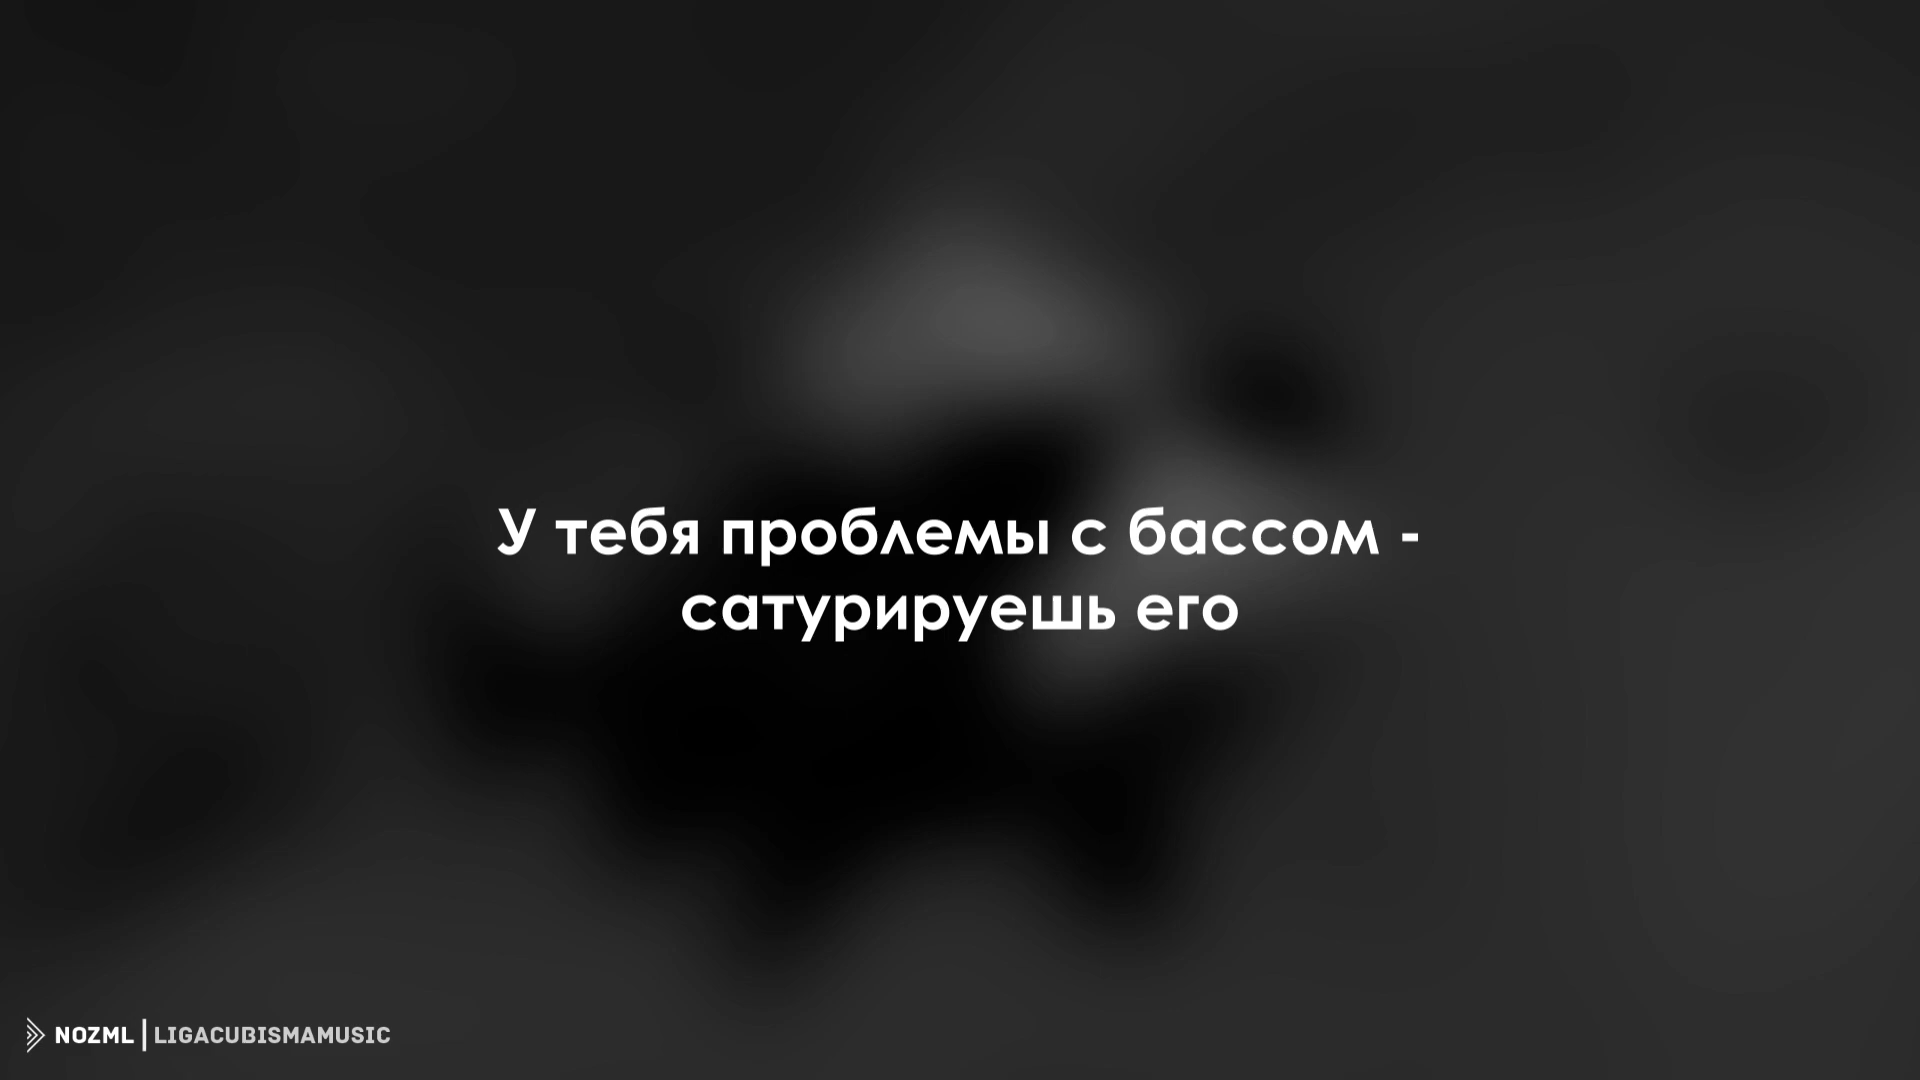 У тебя проблемы с бассом -
сатурируешь его
NOZML | LIGACUBISMAMUSIC